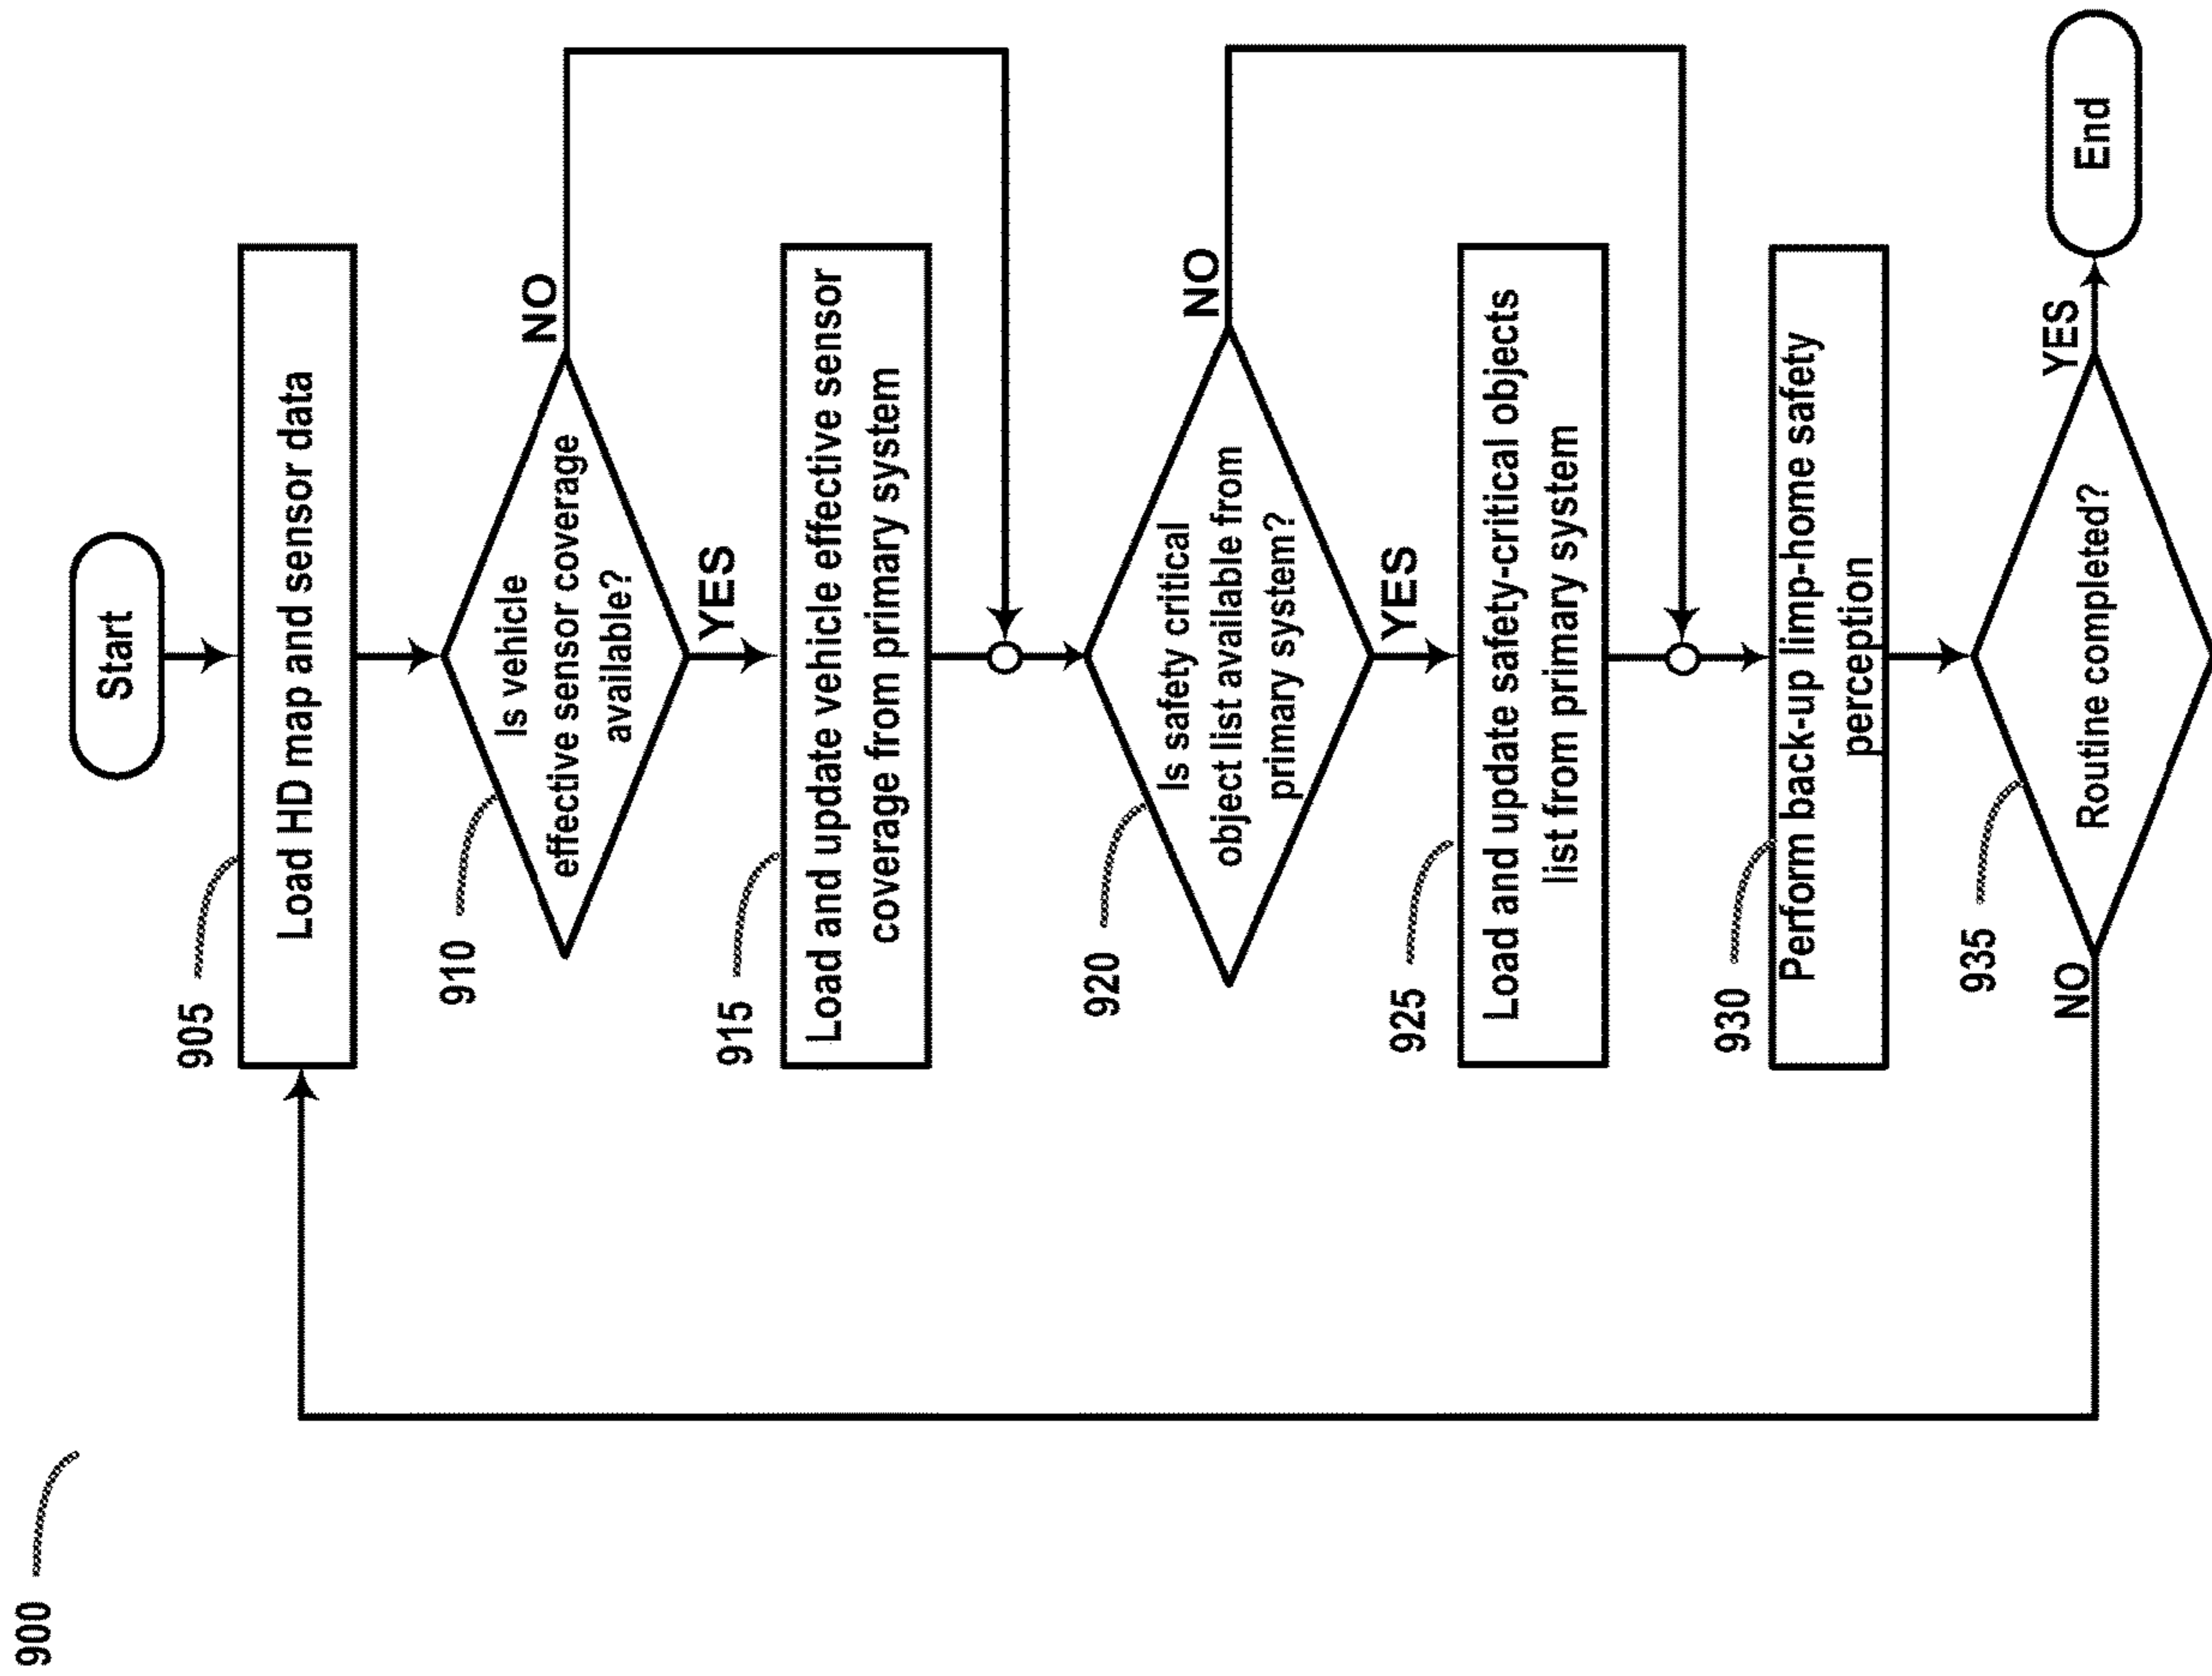 900
Start
905
Load HD map and sensor data
910
Is vehicle
effective sensor coverage
available?
NO
YES
915
Load and update vehicle effective sensor
coverage from primary system
920
Is safety critical
object list available from
primary system?
NO
YES
925
Load and update safety-critical objects
list from primary system
930
Perform back-up limp-home safety
perception
935
Routine completed?
NO
YES
End